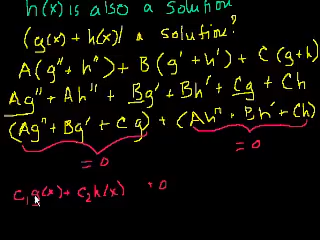 h(x) is also a solution
(g(x) + h(x)) a solution?
A(g'' + h'') + B(g' + h') + C(g+h)
Ag'' + Ah'' + Bg' + Bh' + Cg + Ch
(Ag'' + Bg' + Cg) + (Ah'' + Bh' + Ch)
= 0 = 0
c₁g(x) + c₂h(x) = 0